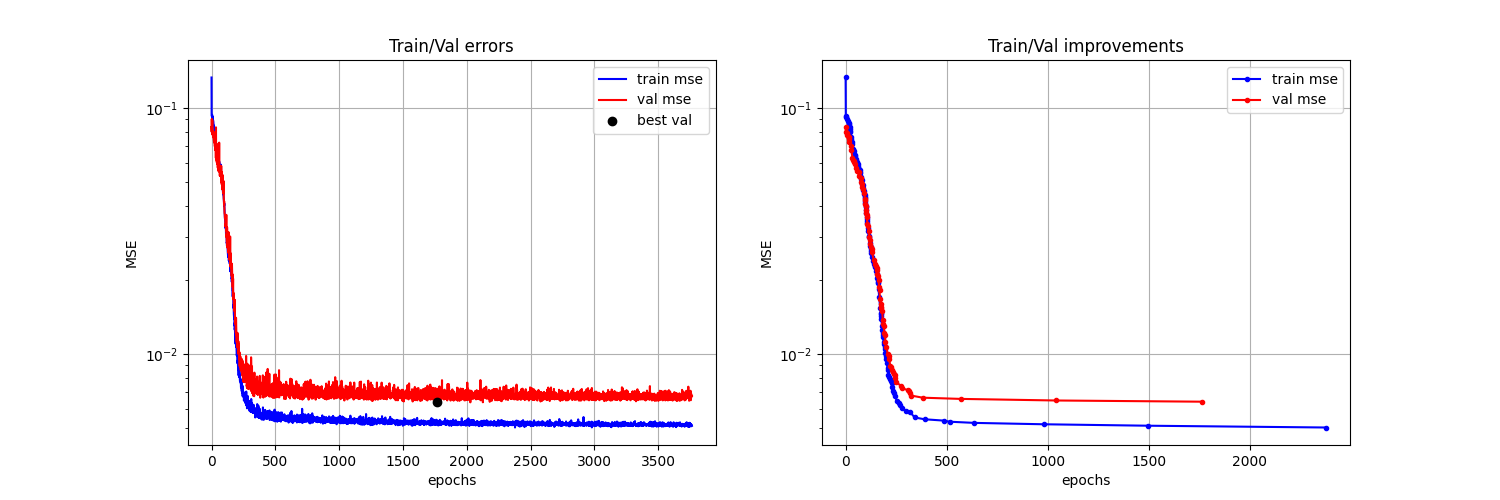 Train/Val errors
train mse
val mse
best val
10⁻¹
10⁻²
MSE
0 500 1000 1500 2000 2500 3000 3500
epochs
Train/Val improvements
train mse
val mse
10⁻¹
10⁻²
MSE
0 500 1000 1500 2000
epochs